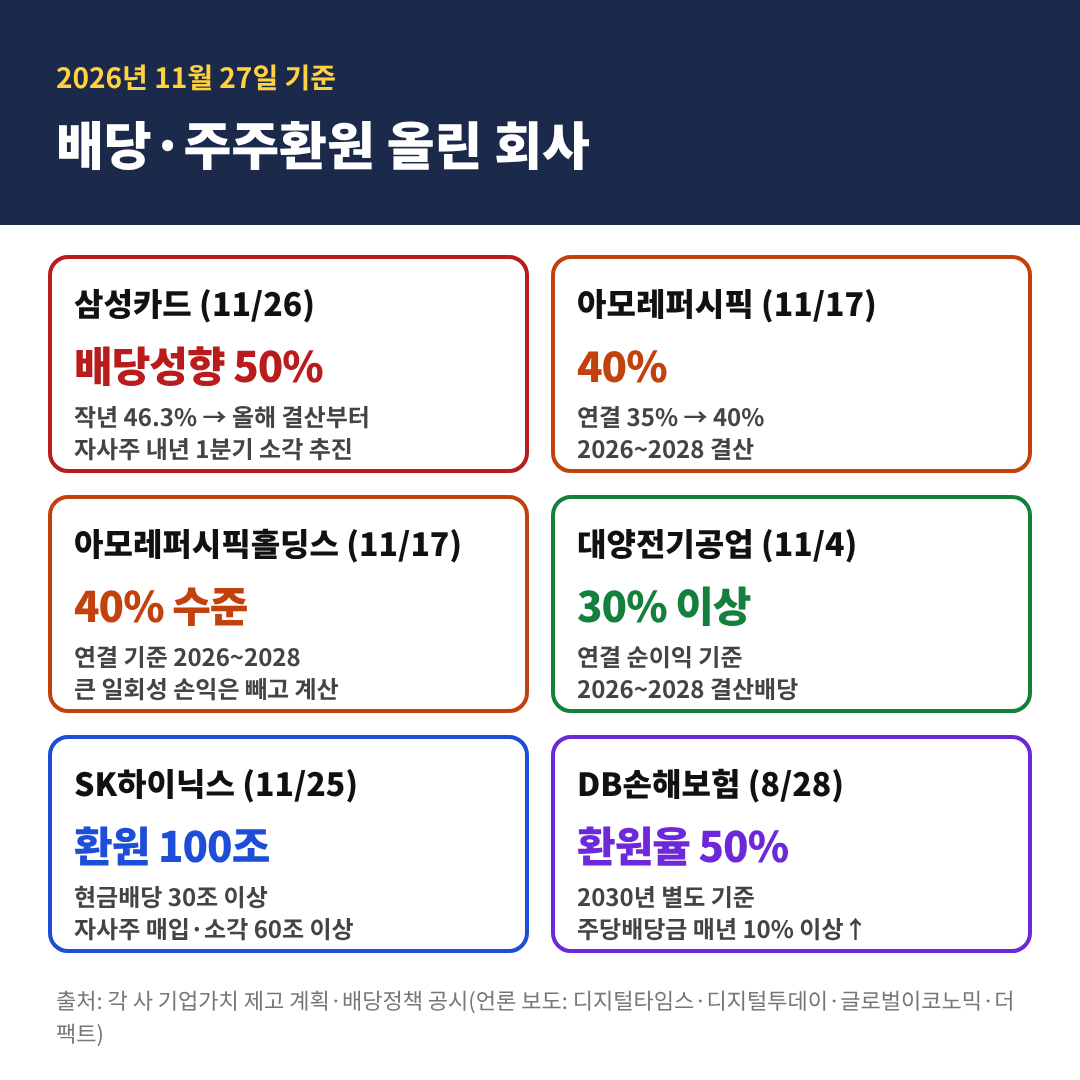 2026년 11월 27일 기준
배당·주주환원 올린 회사
삼성카드 (11/26)
배당성향 50%
작년 46.3% → 올해 결산부터
자사주 내년 1분기 소각 추진
아모레퍼시픽 (11/17)
40%
연결 35% → 40%
2026~2028 결산
아모레퍼시픽홀딩스 (11/17)
40% 수준
연결 기준 2026~2028
큰 일회성 손익은 빼고 계산
대양전기공업 (11/4)
30% 이상
연결 순이익 기준
2026~2028 결산배당
SK하이닉스 (11/25)
환원 100조
현금배당 30조 이상
자사주 매입·소각 60조 이상
DB손해보험 (8/28)
환원율 50%
2030년 별도 기준
주당배당금 매년 10% 이상↑
출처: 각 사 기업가치 제고 계획·배당정책 공시(언론 보도: 디지털타임스·디지털투데이·글로벌이코노믹·더
팩트)